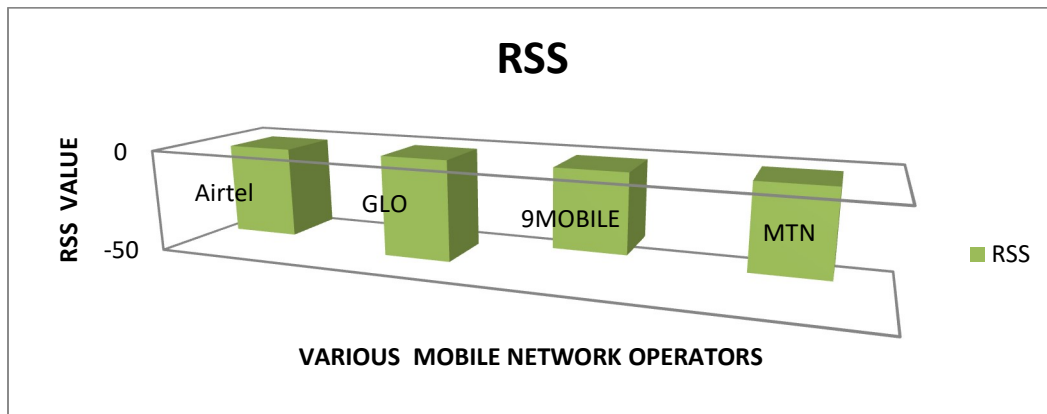 RSS
RSS VALUE
0
-50
Airtel
GLO
9MOBILE
MTN
RSS
VARIOUS MOBILE NETWORK OPERATORS